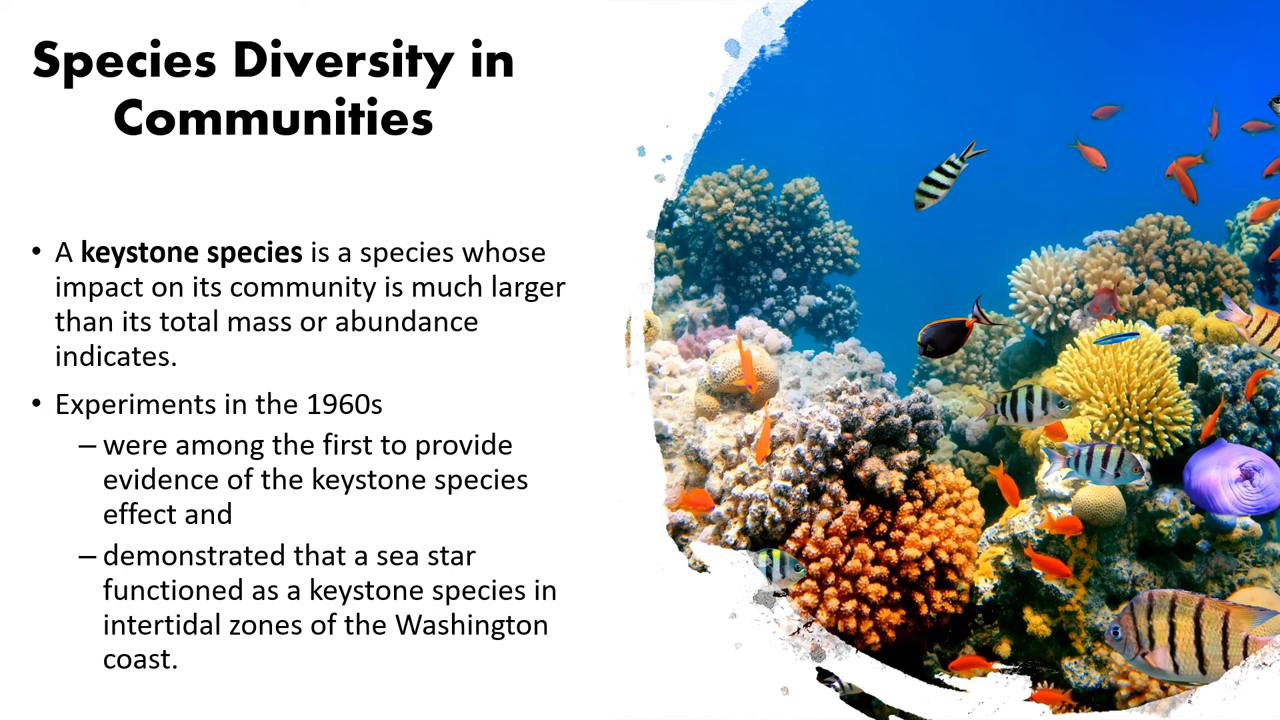 Species Diversity in
Communities
• A keystone species is a species whose
impact on its community is much larger
than its total mass or abundance
indicates.
• Experiments in the 1960s
– were among the first to provide
evidence of the keystone species
effect and
– demonstrated that a sea star
functioned as a keystone species in
intertidal zones of the Washington
coast.